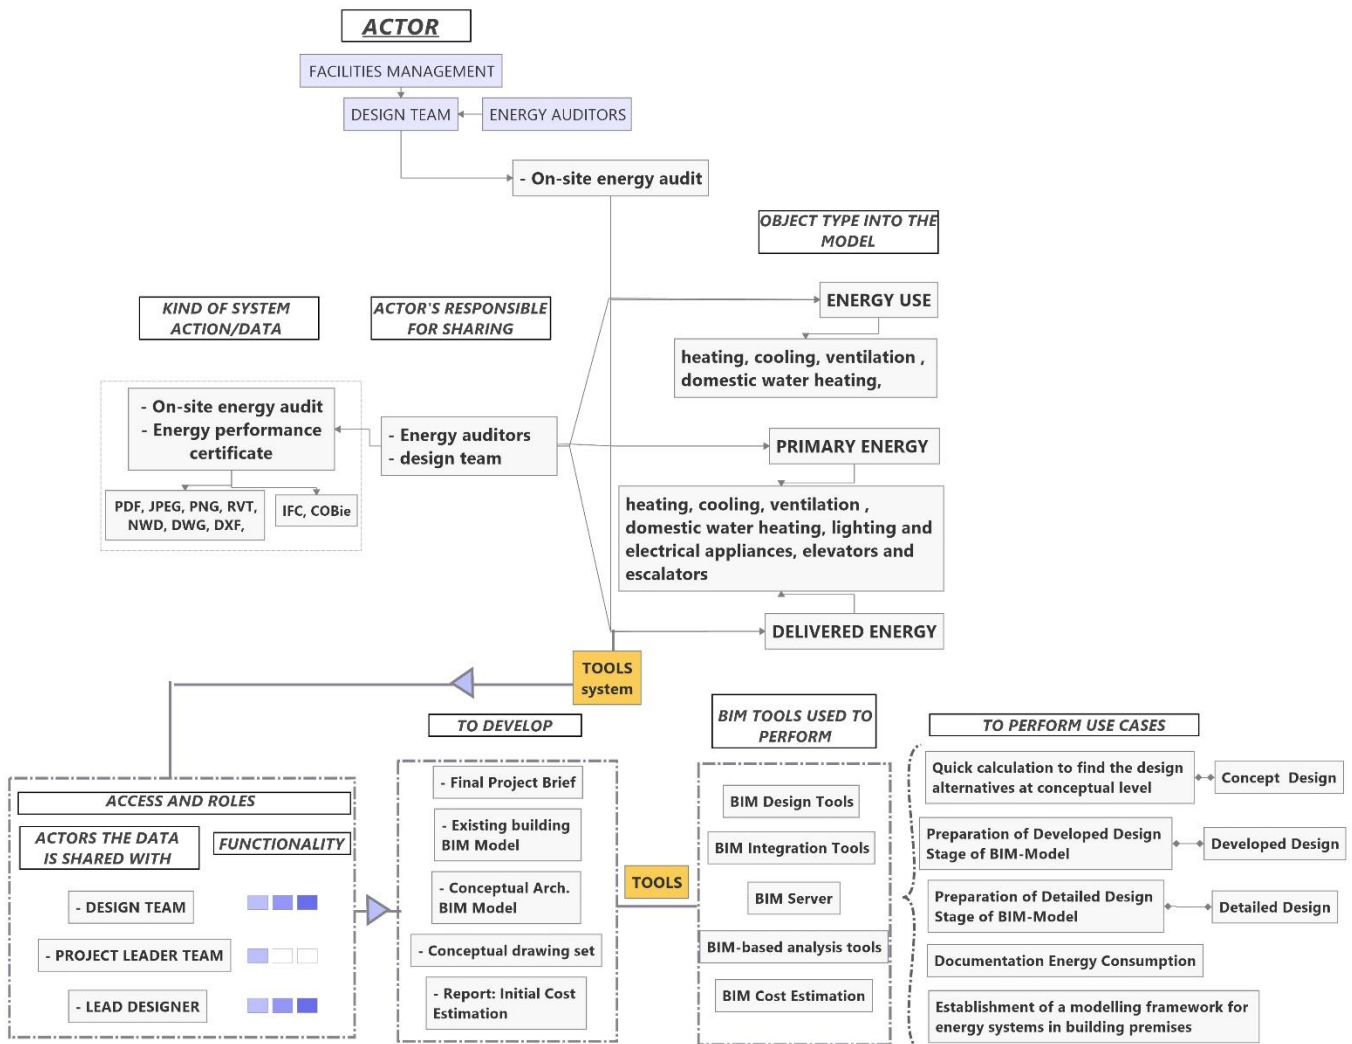 ACTOR
FACILITIES MANAGEMENT
DESIGN TEAM
ENERGY AUDITORS
- On-site energy audit
OBJECT TYPE INTO THE
MODEL
KIND OF SYSTEM
ACTION/DATA
ACTOR'S RESPONSIBLE
FOR SHARING
ENERGY USE
heating, cooling, ventilation ,
domestic water heating,
- On-site energy audit
- Energy performance
certificate
- Energy auditors
- design team
PRIMARY ENERGY
PDF, JPEG, PNG, RVT,
NWD, DWG, DXF,
IFC, COBie
heating, cooling, ventilation ,
domestic water heating, lighting and
electrical appliances, elevators and
escalators
DELIVERED ENERGY
TOOLS
system
TO DEVELOP
BIM TOOLS USED TO
PERFORM
TO PERFORM USE CASES
ACCESS AND ROLES
ACTORS THE DATA
IS SHARED WITH
FUNCTIONALITY
- DESIGN TEAM
- PROJECT LEADER TEAM
- LEAD DESIGNER
- Final Project Brief
- Existing building
BIM Model
- Conceptual Arch.
BIM Model
- Conceptual drawing set
- Report: Initial Cost
Estimation
TOOLS
BIM Design Tools
BIM Integration Tools
BIM Server
BIM-based analysis tools
BIM Cost Estimation
Quick calculation to find the design
alternatives at conceptual level
Concept Design
Preparation of Developed Design
Stage of BIM-Model
Developed Design
Preparation of Detailed Design
Stage of BIM-Model
Detailed Design
Documentation Energy Consumption
Establishment of a modelling framework for
energy systems in building premises